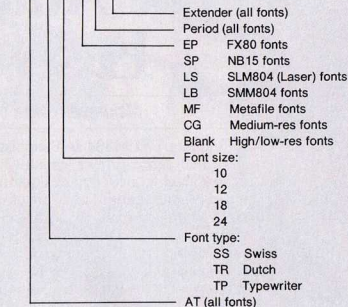 Extender (all fonts)
Period (all fonts)
EP FX80 fonts
SP NB15 fonts
LS SLM804 (Laser) fonts
LB SMM804 fonts
MF Metafile fonts
CG Medium-res fonts
Blank High/low-res fonts
Font size:
10
12
18
24
Font type:
SS Swiss
TR Dutch
TP Typewriter
AT (all fonts)